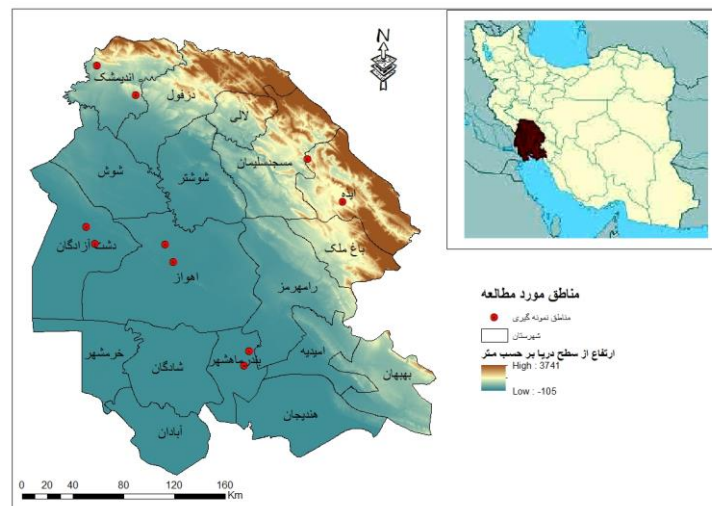 N
اندیمشک
دزفول
لالی
مسجدسلیمان
شوش
شوشتر
ایذه
دشت آزادگان
اهواز
باغ ملک
رامهرمز
خرمشهر
شادگان
بندرماهشهر
امیدیه
بهبهان
هندیجان
آبادان
0 20 40 80 120 160
Km
مناطق مورد مطالعه
مناطق نمونه گیری
شهرستان
ارتفاع از سطح دریا بر حسب متر
High : 3741
Low : -105